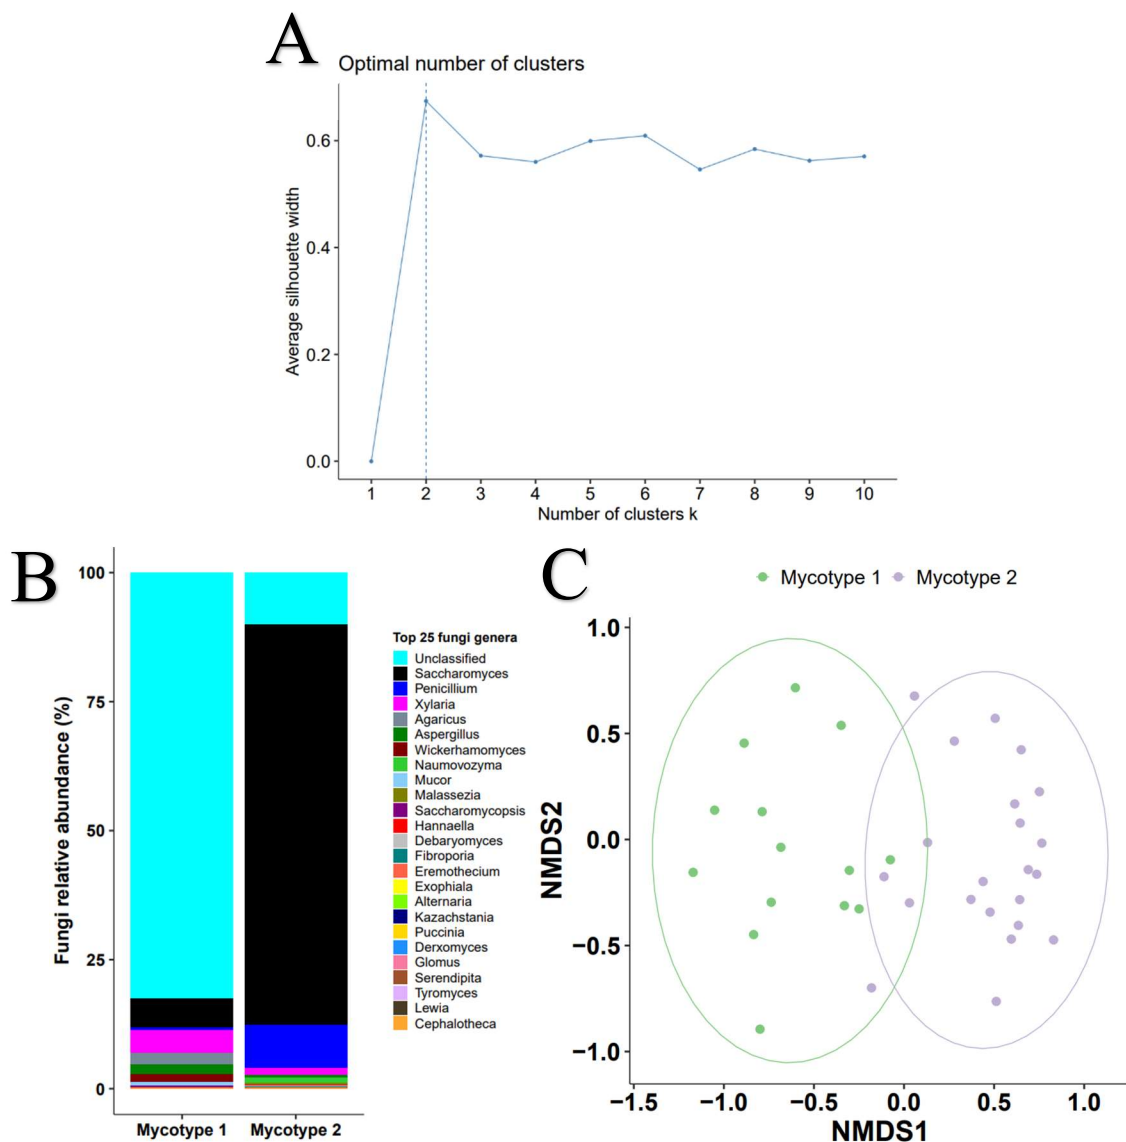 A
Optimal number of clusters
Average silhouette width
0.6
0.4
0.2
0.0
1 2 3 4 5 6 7 8 9 10
Number of clusters k
B
Fungi relative abundance (%)
100
75
50
25
0
Mycotype 1 Mycotype 2
Top 25 fungi genera
Unclassified
Saccharomyces
Penicillium
Xylaria
Agaricus
Aspergillus
Wickerhamomyces
Naumovozyma
Mucor
Malassezia
Saccharomycopsis
Hannaella
Debaryomyces
Fibroporia
Eremothecium
Exophiala
Alternaria
Kazachstania
Puccinia
Derxomyces
Glomus
Serendipita
Tyromyces
Lewia
Cephalotheca
C
Mycotype 1 Mycotype 2
NMDS2
1.0
0.5
0.0
−0.5
−1.0
−1.5 −1.0 −0.5 0.0 0.5 1.0
NMDS1